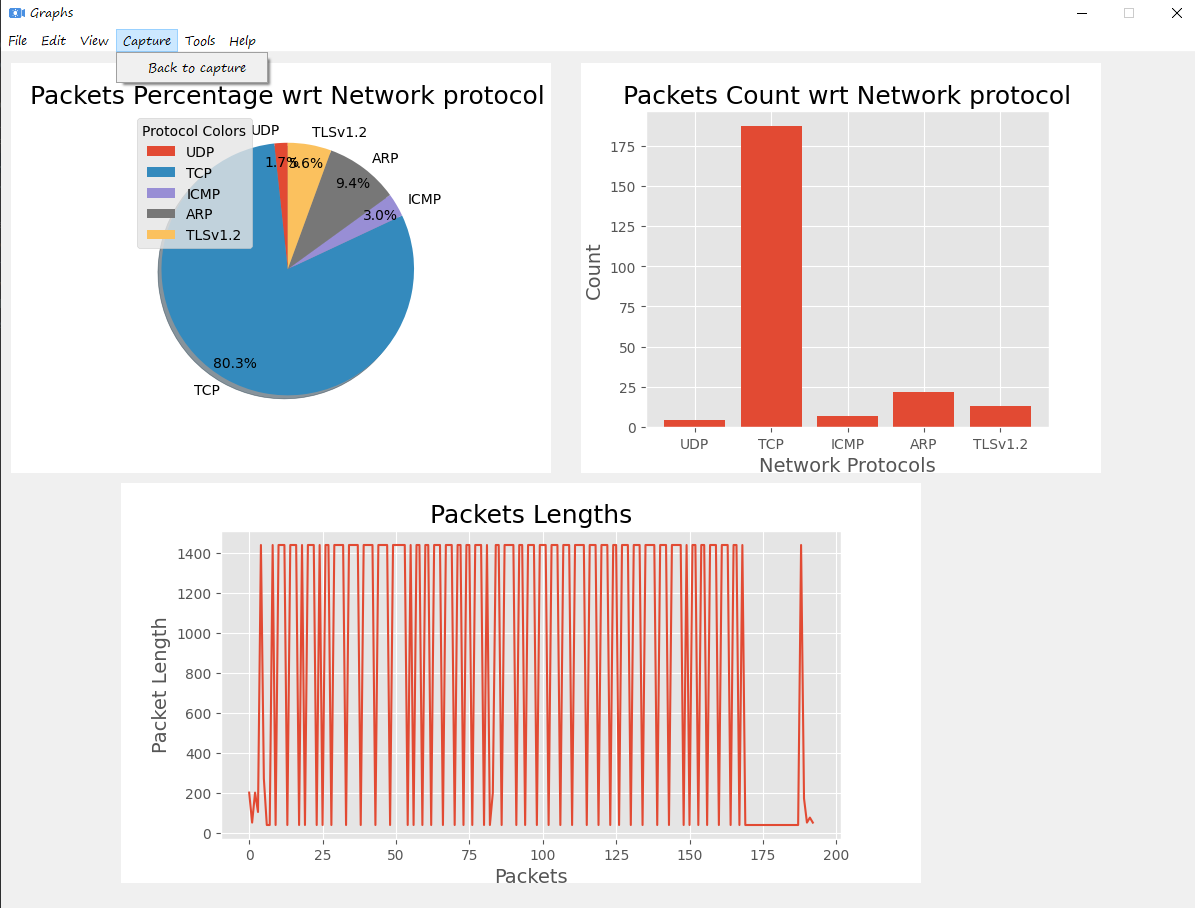 Graphs
File Edit View Capture Tools Help
Back to capture
Packets Percentage wrt Network protocol
Protocol Colors
UDP
TCP
ICMP
ARP
TLSv1.2
UDP
TLSv1.2
ARP
ICMP
TCP
1.7%
5.6%
9.4%
3.0%
80.3%
Packets Count wrt Network protocol
Count
175
150
125
100
75
50
25
0
UDP TCP ICMP ARP TLSv1.2
Network Protocols
Packets Lengths
Packet Length
1400
1200
1000
800
600
400
200
0
0 25 50 75 100 125 150 175 200
Packets